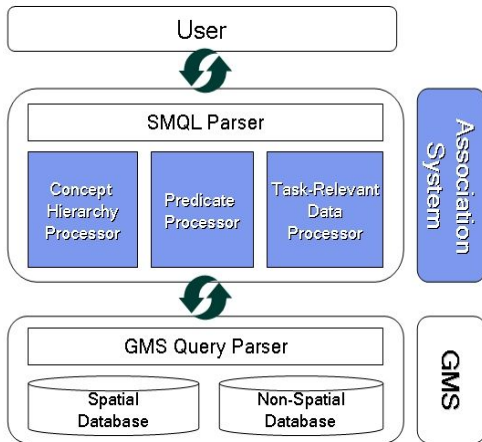 User
SMQL Parser
Concept
Hierarchy
Processor
Predicate
Processor
Task-Relevant
Data
Processor
Association
System
GMS Query Parser
Spatial
Database
Non-Spatial
Database
GMS